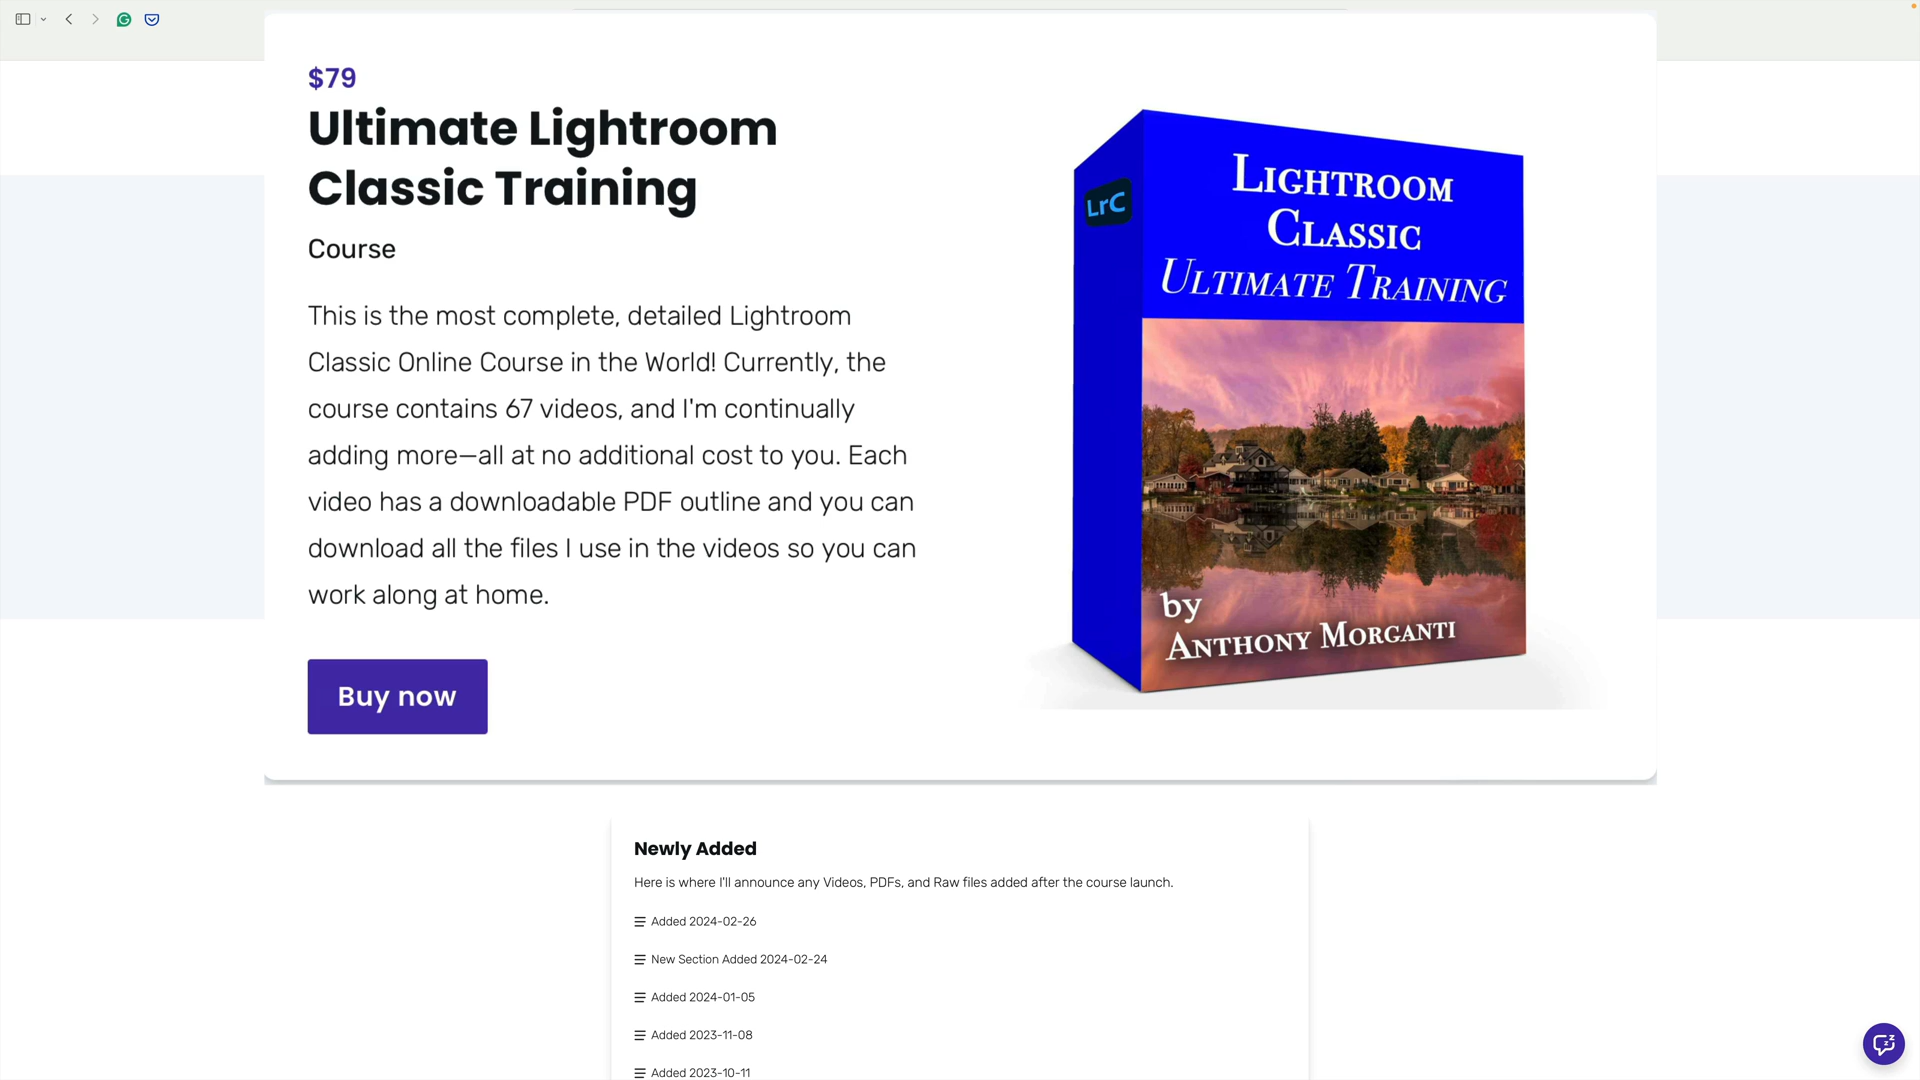 $79
Ultimate Lightroom
Classic Training
Course
This is the most complete, detailed Lightroom
Classic Online Course in the World! Currently, the
course contains 67 videos, and I'm continually
adding more—all at no additional cost to you. Each
video has a downloadable PDF outline and you can
download all the files I use in the videos so you can
work along at home.
Buy now
LrC
LIGHTROOM
CLASSIC
ULTIMATE TRAINING
by
ANTHONY MORGANTI
Newly Added
Here is where I'll announce any Videos, PDFs, and Raw files added after the course launch.
Added 2024-02-26
New Section Added 2024-02-24
Added 2024-01-05
Added 2023-11-08
Added 2023-10-11